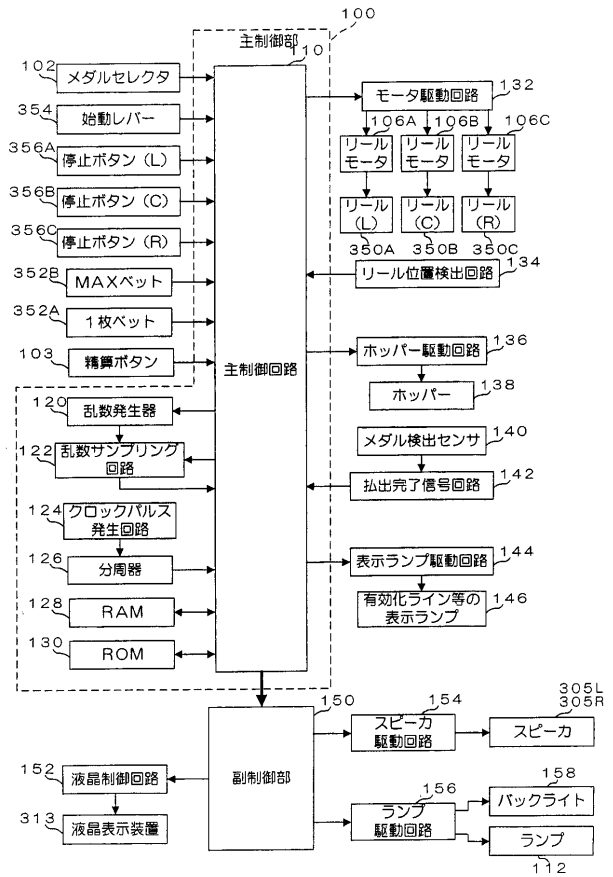 主制御部
100
110
102
メダルセレクタ
354
始動レバー
356A
停止ボタン（L）
356B
停止ボタン（C）
356C
停止ボタン（R）
352B
MAXベット
352A
1枚ベット
103
精算ボタン
120
乱数発生器
122
乱数サンプリング
回路
124
クロックパルス
発生回路
126
分周器
128
RAM
130
ROM
主制御回路
モータ駆動回路
132
106A
106B
106C
リール
モータ
リール
モータ
リール
モータ
リール
(L)
リール
(C)
リール
(R)
350A
350B
350C
リール位置検出回路
134
ホッパー駆動回路
136
ホッパー
138
メダル検出センサ
140
払出完了信号回路
142
表示ランプ駆動回路
144
有効化ライン等の
表示ランプ
146
150
副制御部
152
液晶制御回路
313
液晶表示装置
154
スピーカ
駆動回路
305L
305R
スピーカ
156
ランプ
駆動回路
158
バックライト
ランプ
112